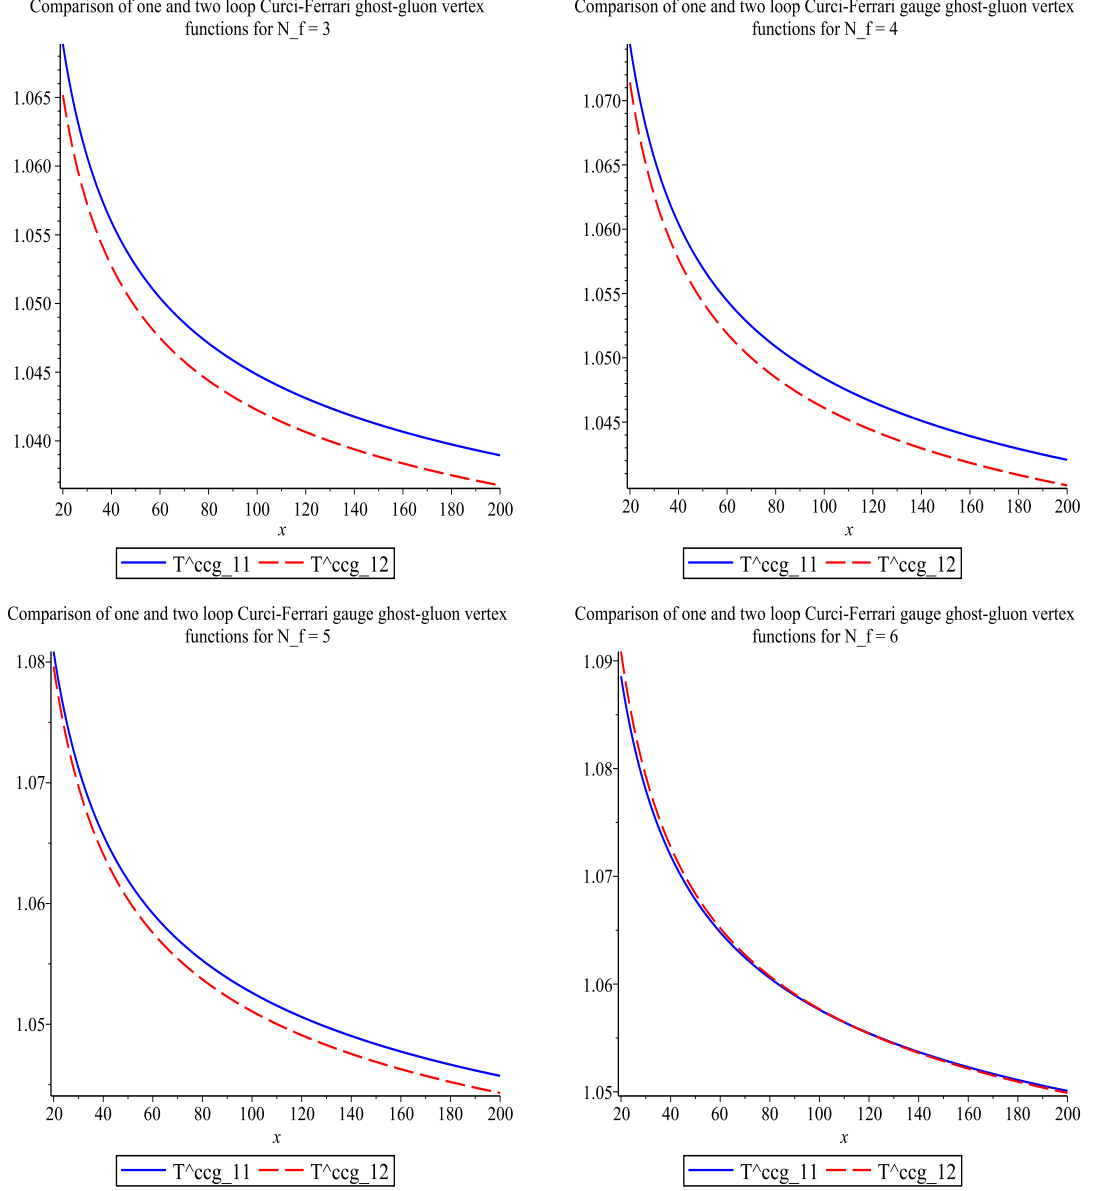 Comparison of one and two loop Curci-Ferrari ghost-gluon vertex
functions for N_f = 3
1.065
1.060
1.055
1.050
1.045
1.040
20 40 60 80 100 120 140 160 180 200
x
T^ccg_11 T^ccg_12
Comparison of one and two loop Curci-Ferrari gauge ghost-gluon vertex
functions for N_f = 4
1.070
1.065
1.060
1.055
1.050
1.045
20 40 60 80 100 120 140 160 180 200
x
T^ccg_11 T^ccg_12
Comparison of one and two loop Curci-Ferrari gauge ghost-gluon vertex
functions for N_f = 5
1.08
1.07
1.06
1.05
20 40 60 80 100 120 140 160 180 200
x
T^ccg_11 T^ccg_12
Comparison of one and two loop Curci-Ferrari gauge ghost-gluon vertex
functions for N_f = 6
1.09
1.08
1.07
1.06
1.05
20 40 60 80 100 120 140 160 180 200
x
T^ccg_11 T^ccg_12